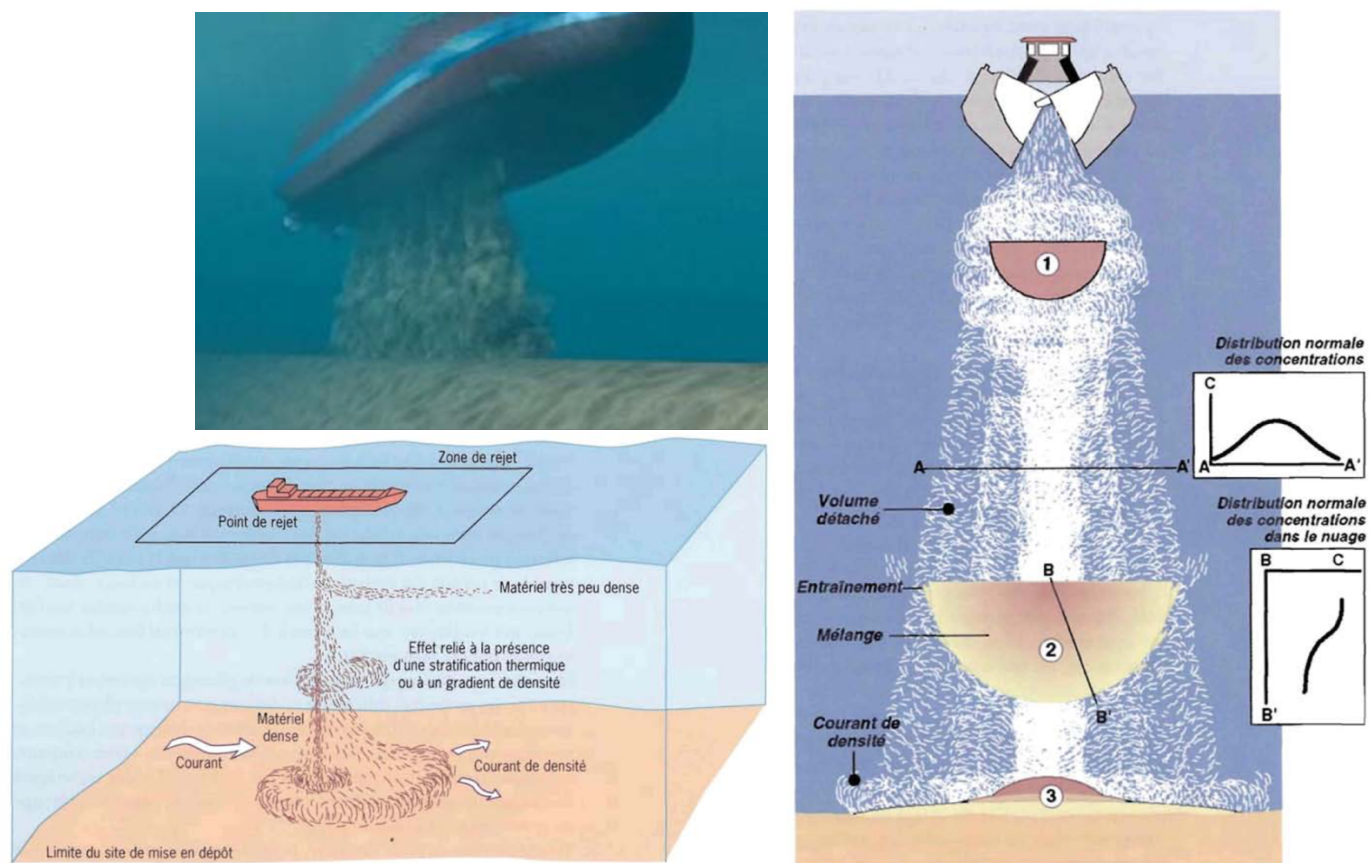 Zone de rejet
Point de rejet
Matériel très peu dense
Effet relié à la présence
d'une stratification thermique
ou à un gradient de densité
Matériel
dense
Courant
Courant de densité
Limite du site de mise en dépôt
1
Distribution normale
des concentrations
C
A
A'
A
A'
Volume
détaché
Distribution normale
des concentrations
dans le nuage
B
C
B'
Entraînement
B
Mélange
2
B'
Courant de
densité
3